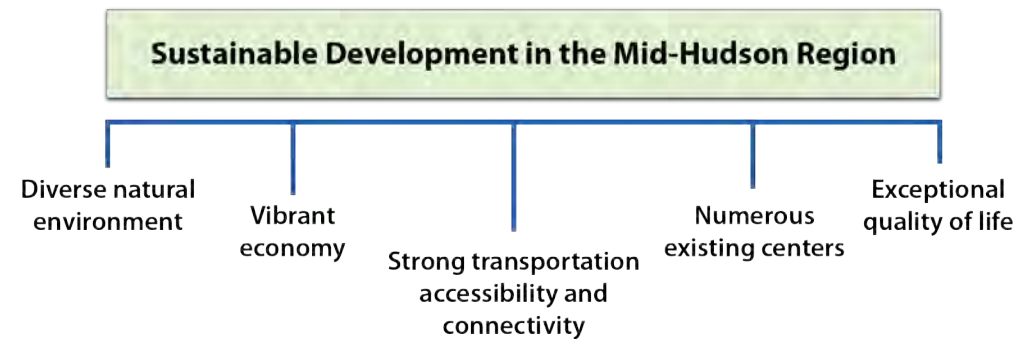 Sustainable Development in the Mid-Hudson Region
Diverse natural
environment
Vibrant
economy
Strong transportation
accessibility and
connectivity
Numerous
existing centers
Exceptional
quality of life